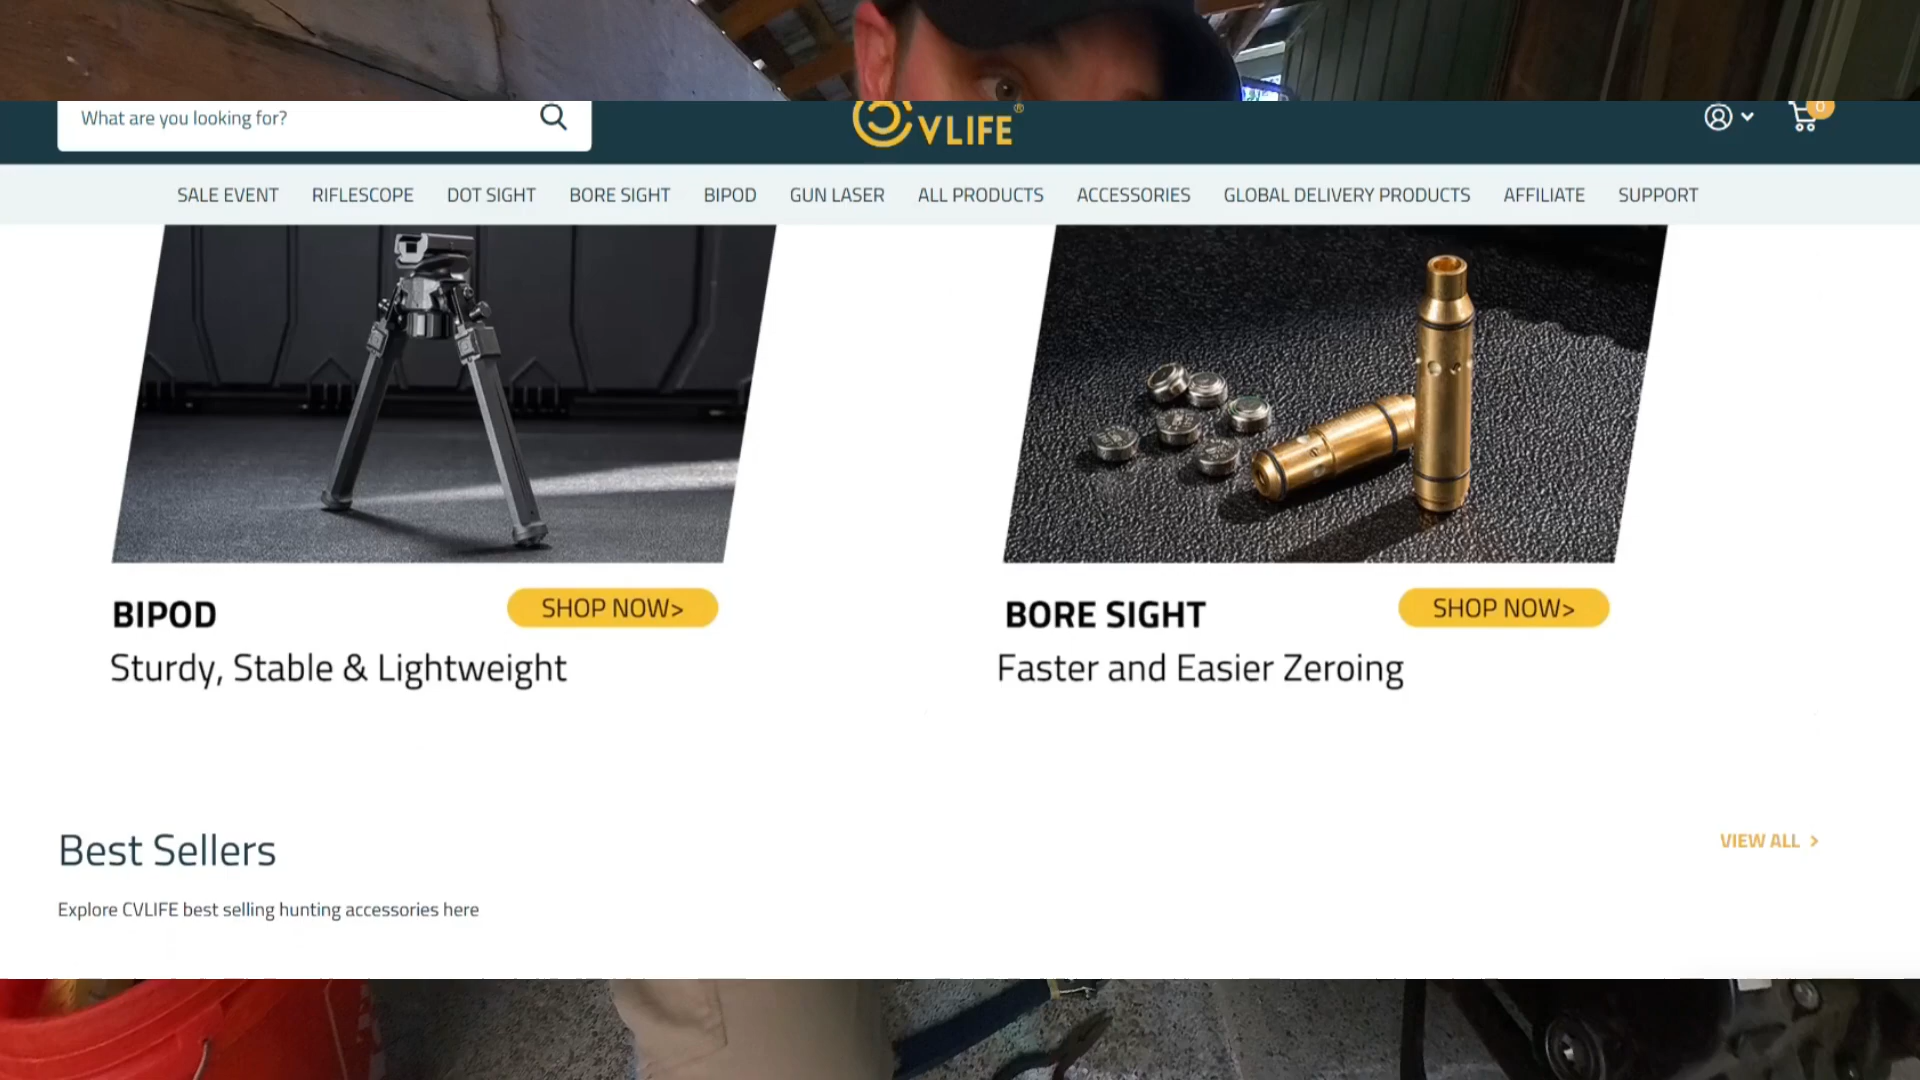 What are you looking for?
CVLIFE®
0
SALE EVENT RIFLESCOPE DOT SIGHT BORE SIGHT BIPOD GUN LASER ALL PRODUCTS ACCESSORIES GLOBAL DELIVERY PRODUCTS AFFILIATE SUPPORT
BIPOD
SHOP NOW>
Sturdy, Stable & Lightweight
BORE SIGHT
SHOP NOW>
Faster and Easier Zeroing
Best Sellers
VIEW ALL >
Explore CVLIFE best selling hunting accessories here